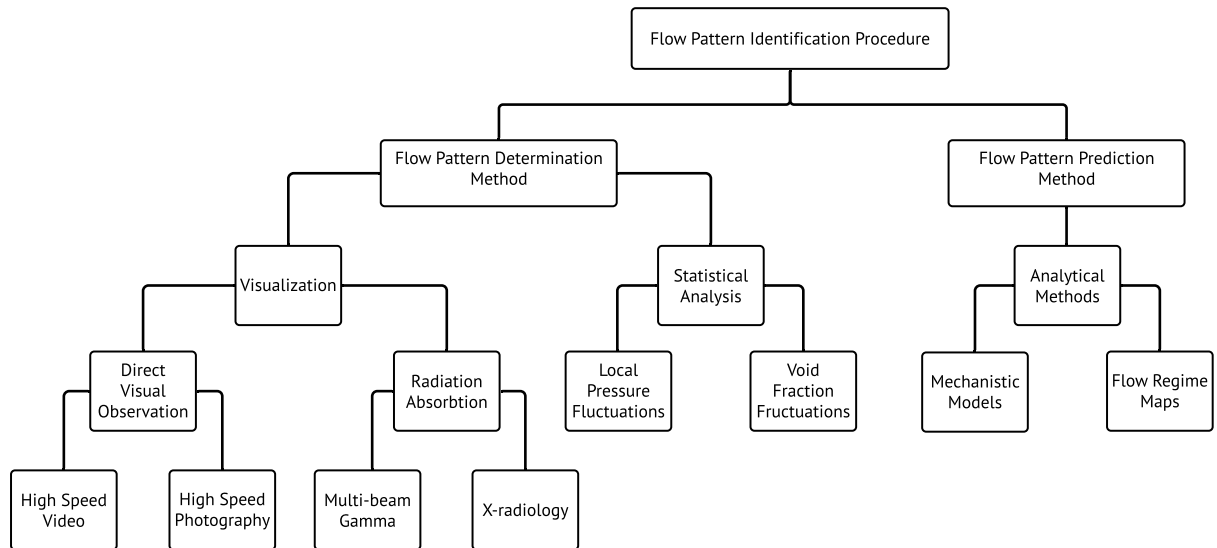 Flow Pattern Identification Procedure
Flow Pattern Determination
Method
Flow Pattern Prediction
Method
Visualization
Statistical
Analysis
Analytical
Methods
Direct
Visual
Observation
Radiation
Absorbtion
Local
Pressure
Fluctuations
Void
Fraction
Fructuations
Mechanistic
Models
Flow Regime
Maps
High Speed
Video
High Speed
Photography
Multi-beam
Gamma
X-radiology